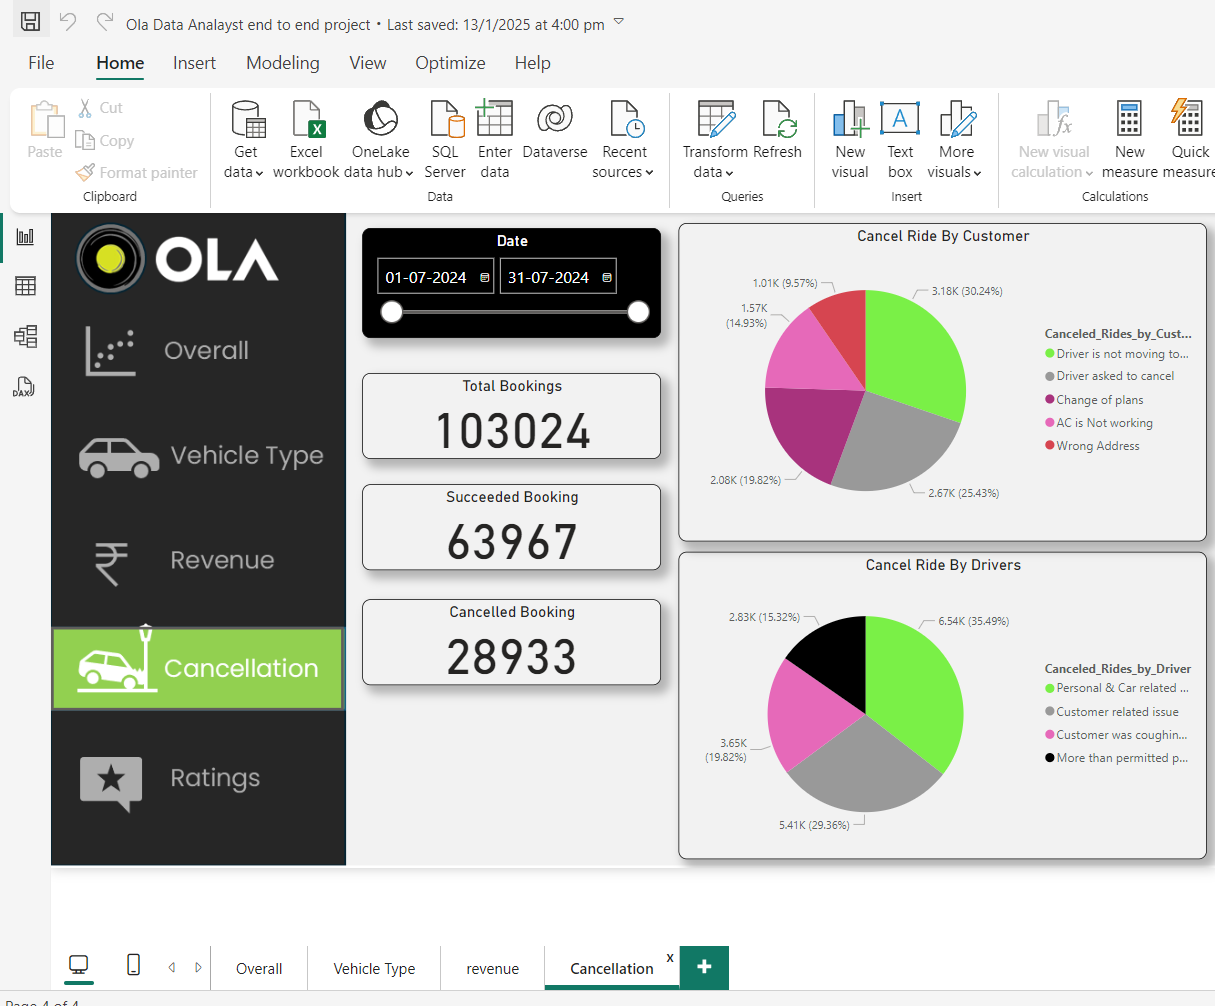 Ola Data Analayst end to end project • Last saved: 13/1/2025 at 4:00 pm
File Home Insert Modeling View Optimize Help
Paste
Cut
Copy
Format painter
Clipboard
Get data
Excel workbook
OneLake data hub
SQL Server
Enter data
Dataverse
Recent sources
Data
Transform data
Refresh
Queries
New visual
Text box
More visuals
Insert
New visual calculation
New measure
Quick measure
Calculations
DAX
OLA
Overall
Vehicle Type
₹ Revenue
Cancellation
Ratings
Date
01-07-2024 31-07-2024
Total Bookings
103024
Succeeded Booking
63967
Cancelled Booking
28933
Cancel Ride By Customer
1.01K (9.57%)
3.18K (30.24%)
1.57K
(14.93%)
2.08K (19.82%)
2.67K (25.43%)
Canceled_Rides_by_Cust...
Driver is not moving to...
Driver asked to cancel
Change of plans
AC is Not working
Wrong Address
Cancel Ride By Drivers
2.83K (15.32%)
6.54K (35.49%)
3.65K
(19.82%)
5.41K (29.36%)
Canceled_Rides_by_Driver
Personal & Car related ...
Customer related issue
Customer was coughin...
More than permitted p...
Overall
Vehicle Type
revenue
Cancellation
x
+
Page 4 of 4